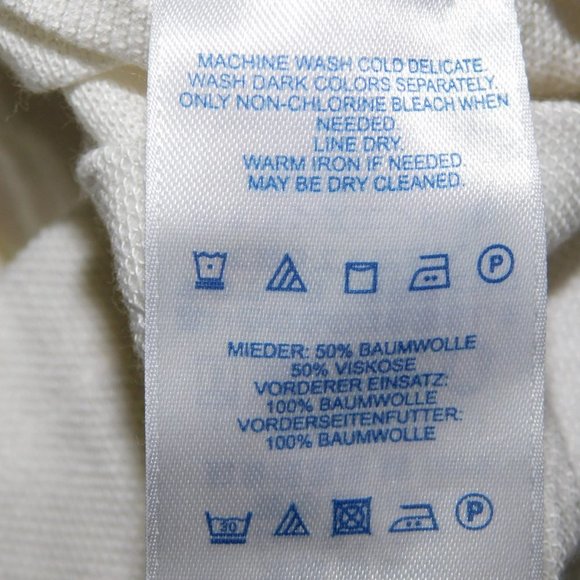 MACHINE WASH COLD DELICATE.
WASH DARK COLORS SEPARATELY.
ONLY NON-CHLORINE BLEACH WHEN
NEEDED.
LINE DRY.
WARM IRON IF NEEDED.
MAY BE DRY CLEANED.
P
MIEDER: 50% BAUMWOLLE
50% VISKOSE
VORDERER EINSATZ:
100% BAUMWOLLE
VORDERSEITENFUTTER:
100% BAUMWOLLE
30 P